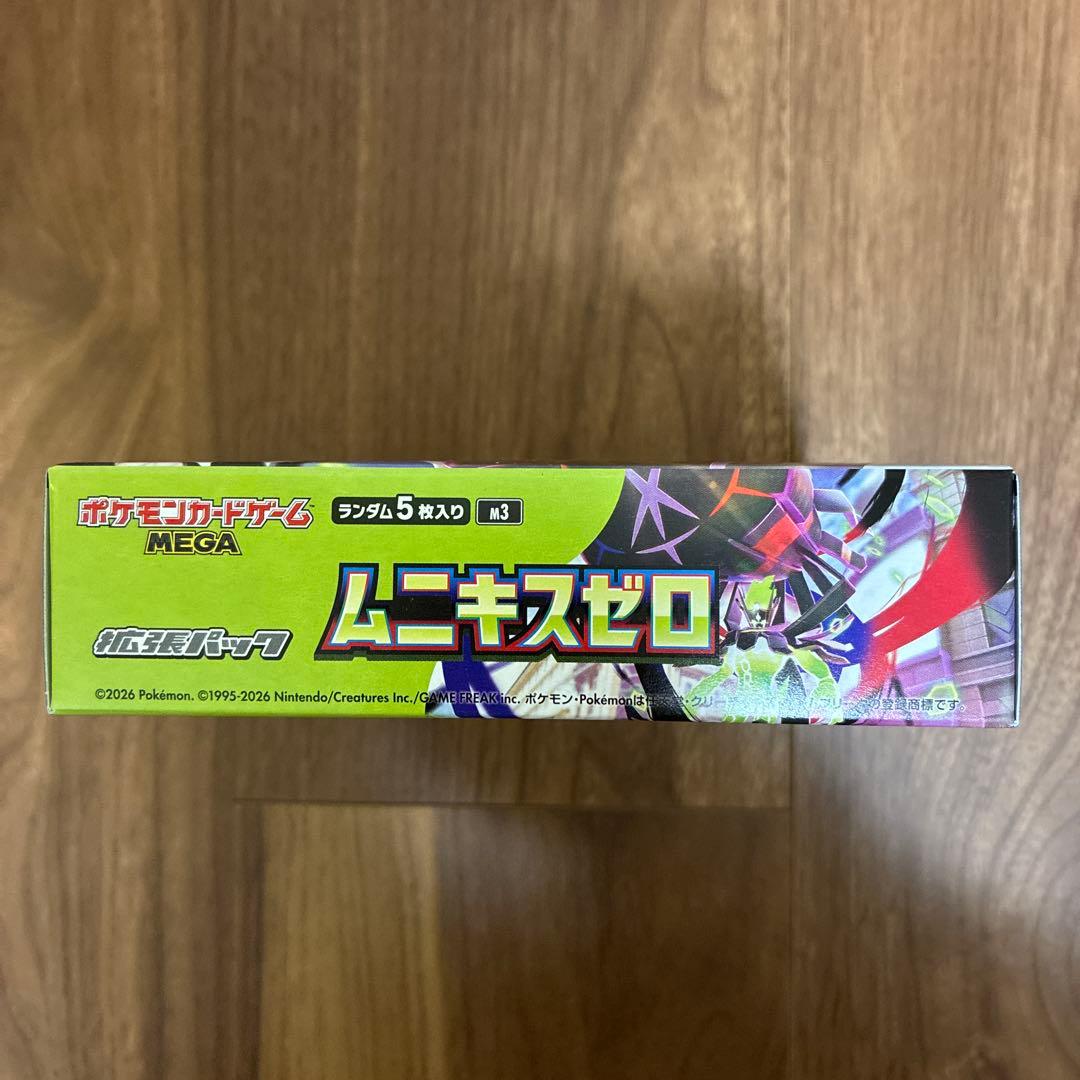 ポケモンカードゲーム
MEGA
ランダム5枚入り M3
ムニキスゼロ
拡張パック
©2026 Pokémon. ©1995-2026 Nintendo/Creatures Inc./GAME FREAK inc. ポケモン・Pokémonは の登録商標です。